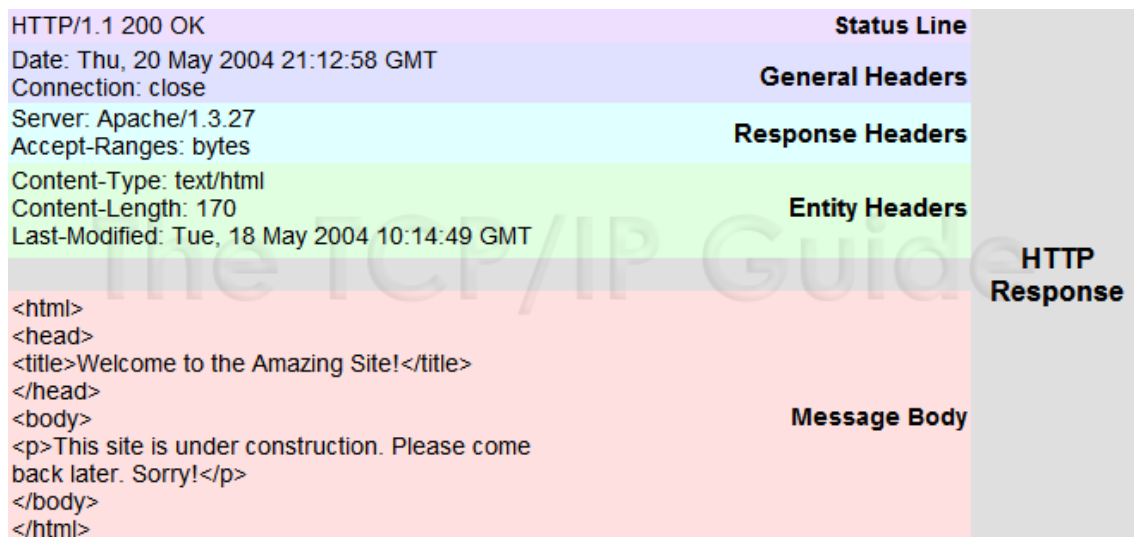 HTTP/1.1 200 OK Status Line
Date: Thu, 20 May 2004 21:12:58 GMT
Connection: close
General Headers
Server: Apache/1.3.27
Accept-Ranges: bytes
Response Headers
Content-Type: text/html
Content-Length: 170
Last-Modified: Tue, 18 May 2004 10:14:49 GMT
Entity Headers
The TCP/IP Guide
HTTP
Response
<html>
<head>
<title>Welcome to the Amazing Site!</title>
</head>
<body>
<p>This site is under construction. Please come
back later. Sorry!</p>
</body>
</html>
Message Body